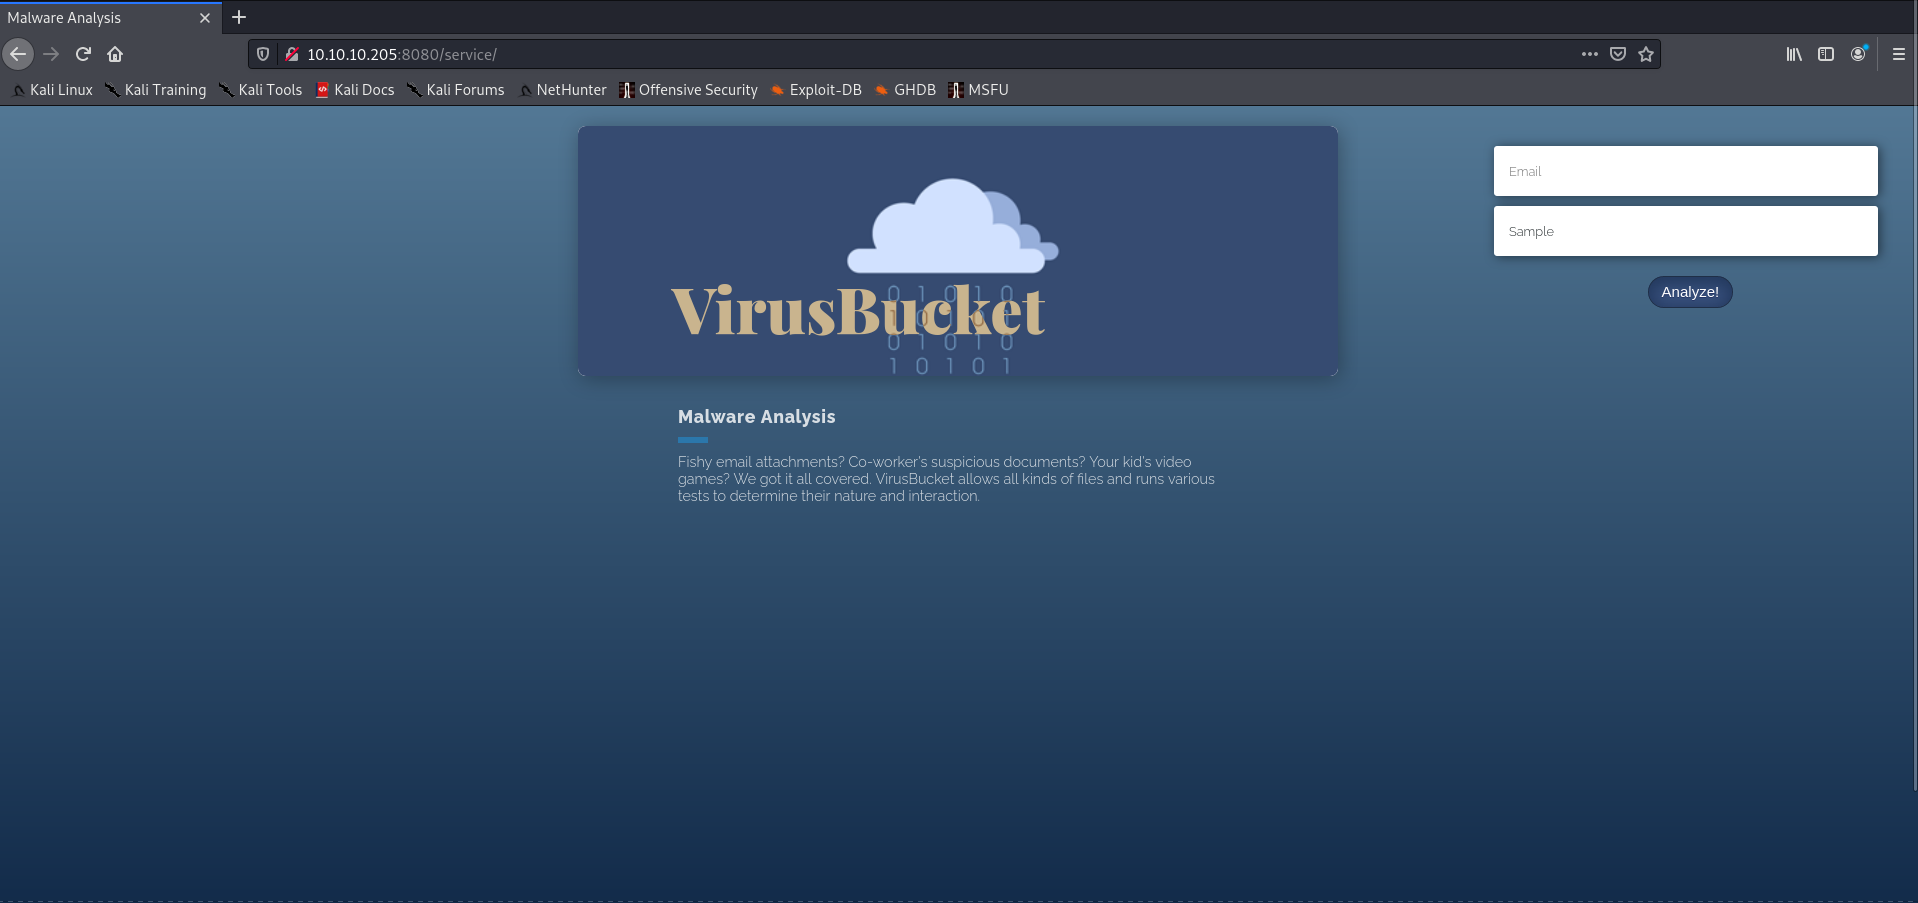 Malware Analysis
10.10.10.205:8080/service/
Kali Linux Kali Training Kali Tools Kali Docs Kali Forums NetHunter Offensive Security Exploit-DB GHDB MSFU
VirusBucket
0 1 0 1 0
1 0 1 0 1
0 1 0 1 0
1 0 1 0 1
Email
Sample
Analyze!
Malware Analysis
Fishy email attachments? Co-worker's suspicious documents? Your kid's video
games? We got it all covered. VirusBucket allows all kinds of files and runs various
tests to determine their nature and interaction.